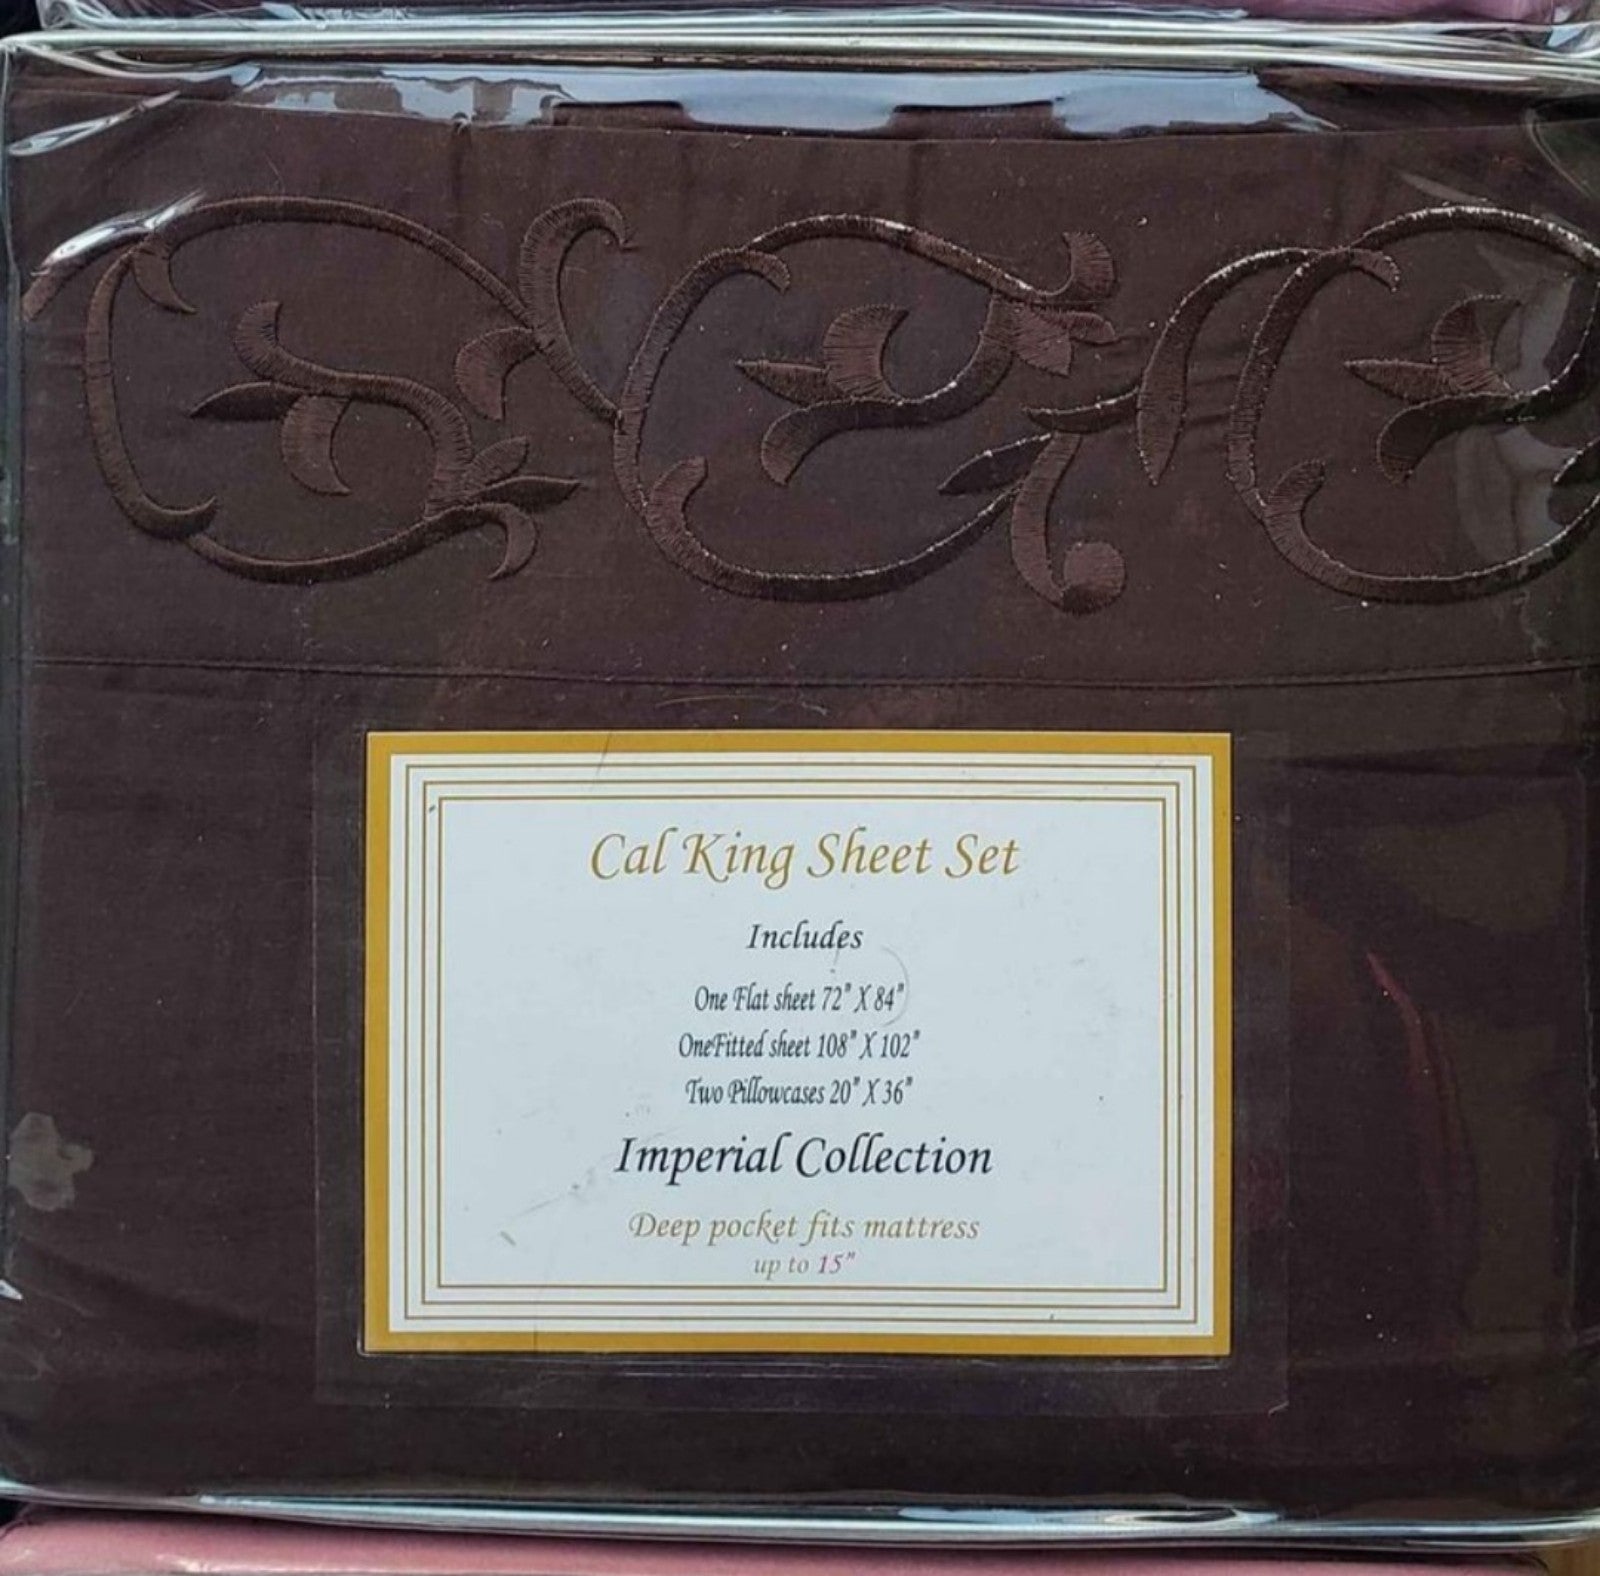 Cal King Sheet Set
Includes
One Flat sheet 72" X 84"
OneFitted sheet 108" X 102"
Two Pillowcases 20" X 36"
Imperial Collection
Deep pocket fits mattress
up to 15"